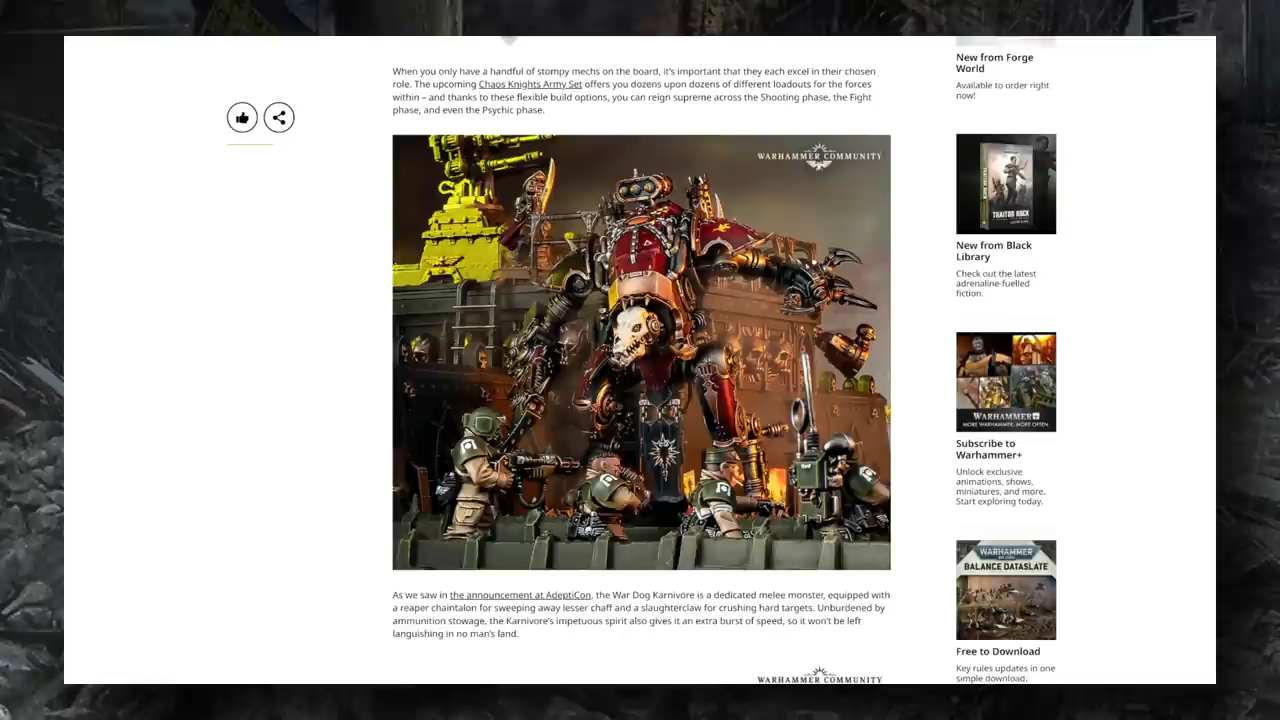 When you only have a handful of stompy mechs on the board, it's important that they each excel in their chosen
role. The upcoming Chaos Knights Army Set offers you dozens upon dozens of different loadouts for the forces
within – and thanks to these flexible build options, you can reign supreme across the Shooting phase, the Fight
phase, and even the Psychic phase.
WARHAMMER COMMUNITY
As we saw in the announcement at AdeptiCon, the War Dog Karnivore is a dedicated melee monster, equipped with
a reaper chaintalon for sweeping away lesser chaff and a slaughterclaw for crushing hard targets. Unburdened by
ammunition stowage, the Karnivore's impetuous spirit also gives it an extra burst of speed, so it won't be left
languishing in no man's land.
WARHAMMER COMMUNITY
New from Forge
World
Available to order right
now!
TRAITOR ROCK
New from Black
Library
Check out the latest
adrenaline-fuelled
fiction.
WARHAMMER+
MORE WARHAMMER. MORE OFTEN
Subscribe to
Warhammer+
Unlock exclusive
animations, shows,
miniatures, and more.
Start exploring today.
WARHAMMER
BALANCE DATASLATE
Free to Download
Key rules updates in one
simple download.